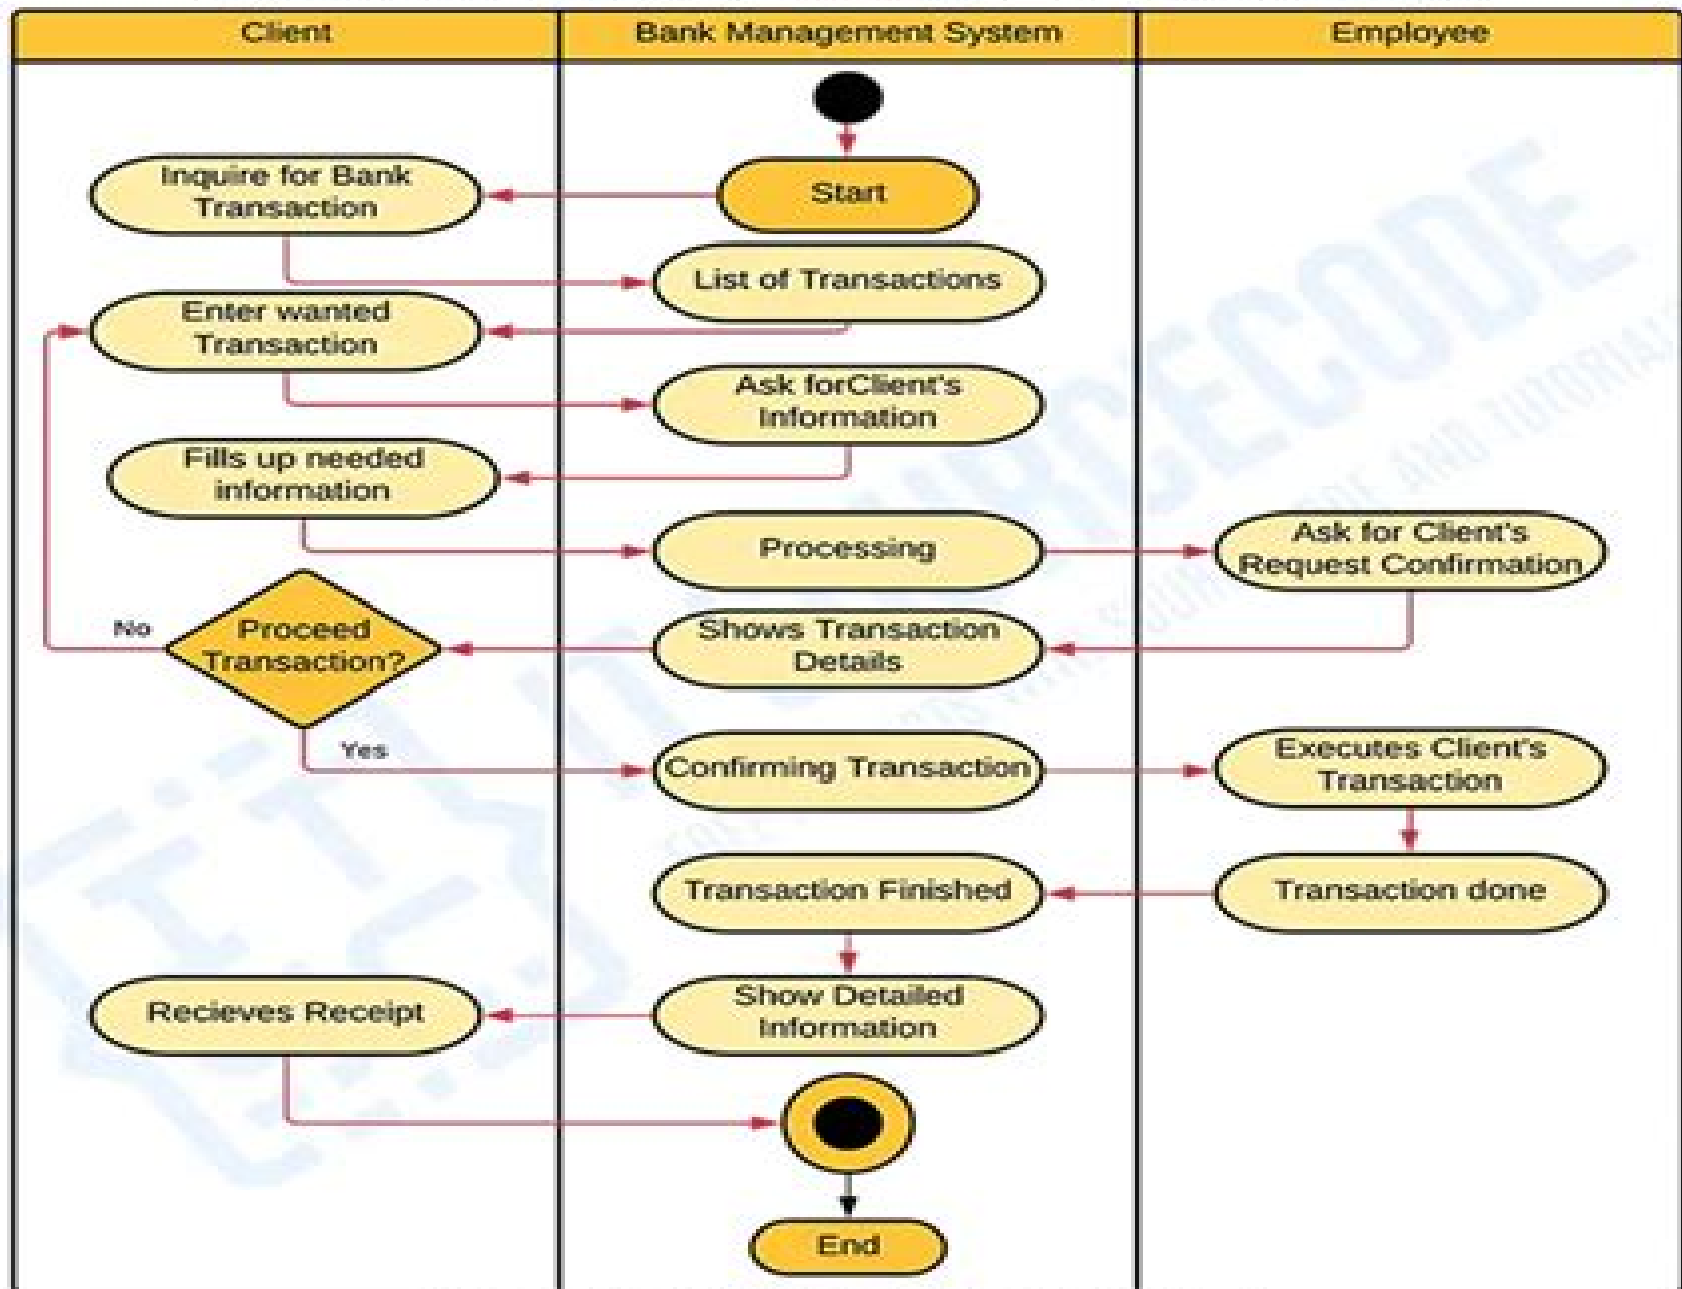 Client
Bank Management System
Employee
Start
Inquire for Bank
Transaction
List of Transactions
Enter wanted
Transaction
Ask forClient's
Information
Fills up needed
information
Processing
Ask for Client's
Request Confirmation
Shows Transaction
Details
Proceed
Transaction?
No
Yes
Confirming Transaction
Executes Client's
Transaction
Transaction done
Transaction Finished
Show Detailed
Information
Recieves Receipt
End